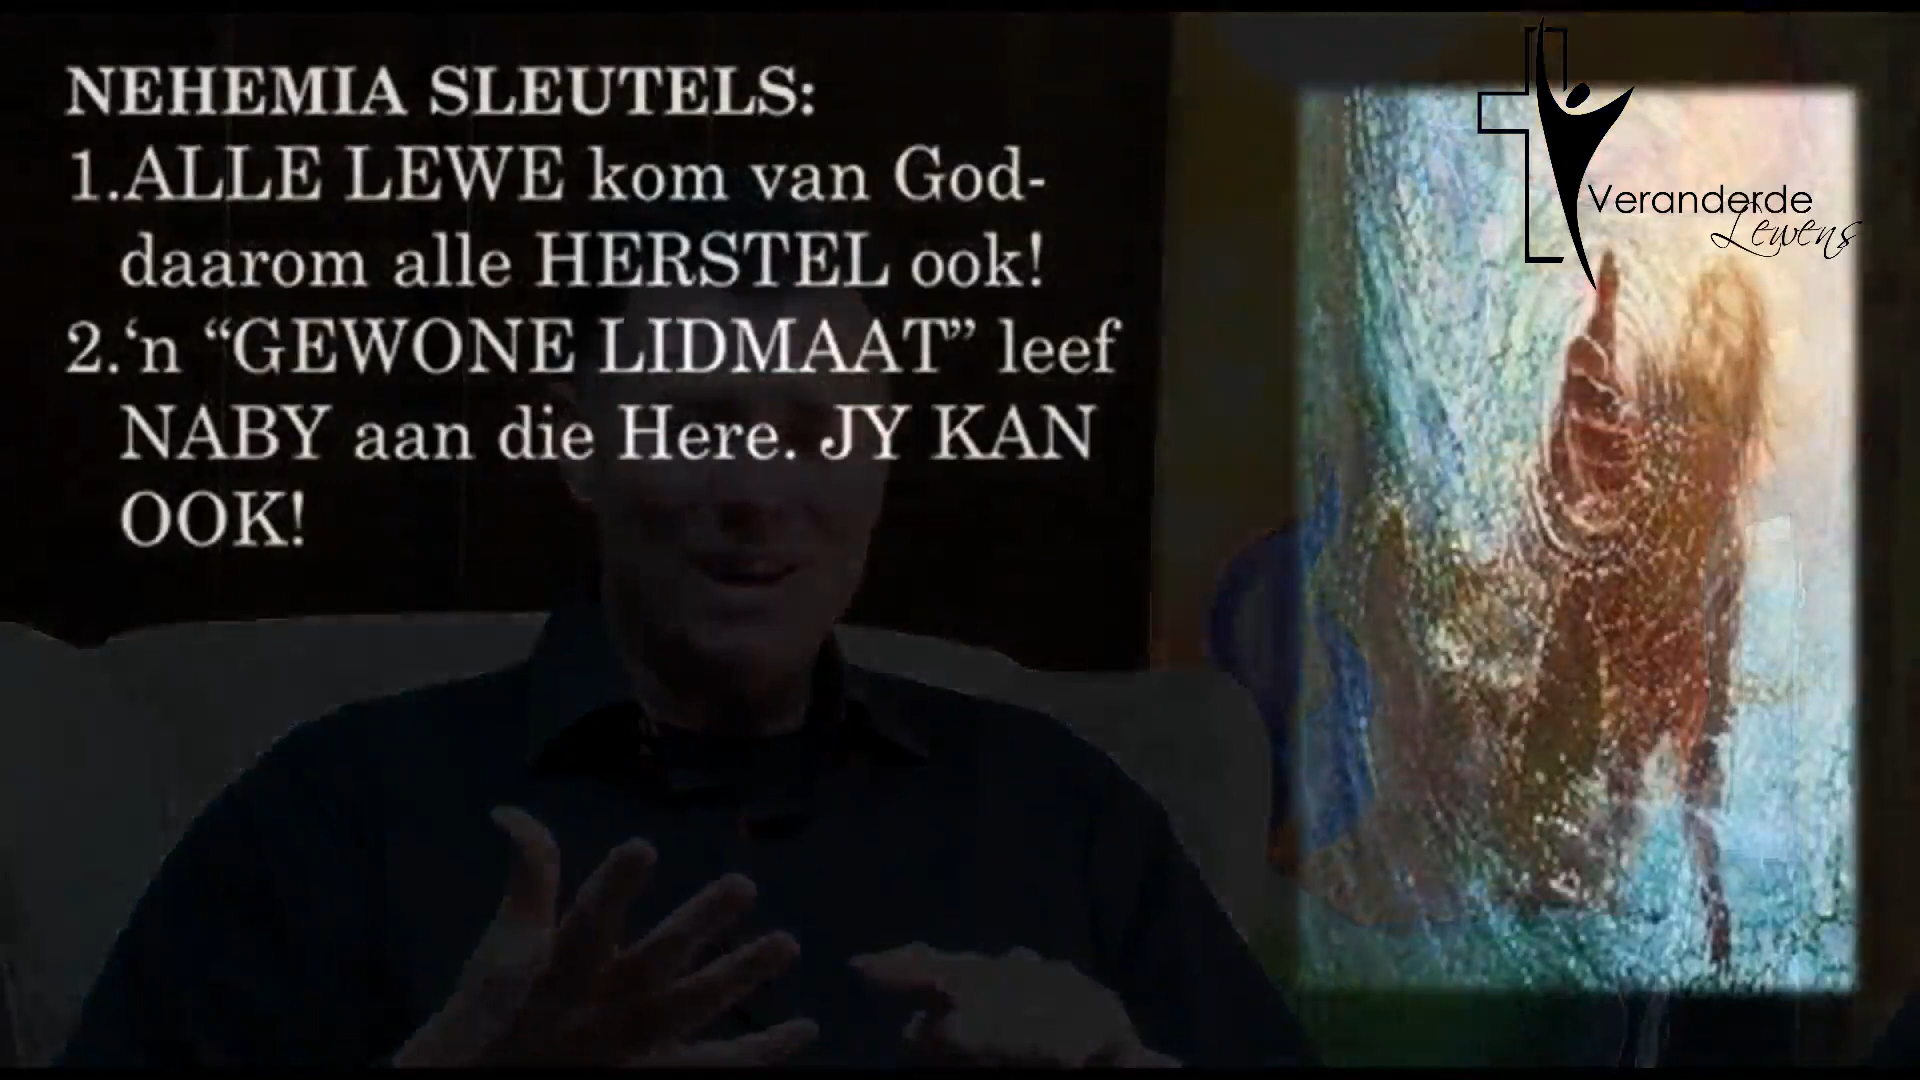 NEHEMIA SLEUTELS:
1.ALLE LEWE kom van God-
daarom alle HERSTEL ook!
2.‘n “GEWONE LIDMAAT” leef
NABY aan die Here. JY KAN
OOK!
Veranderde
Lewens